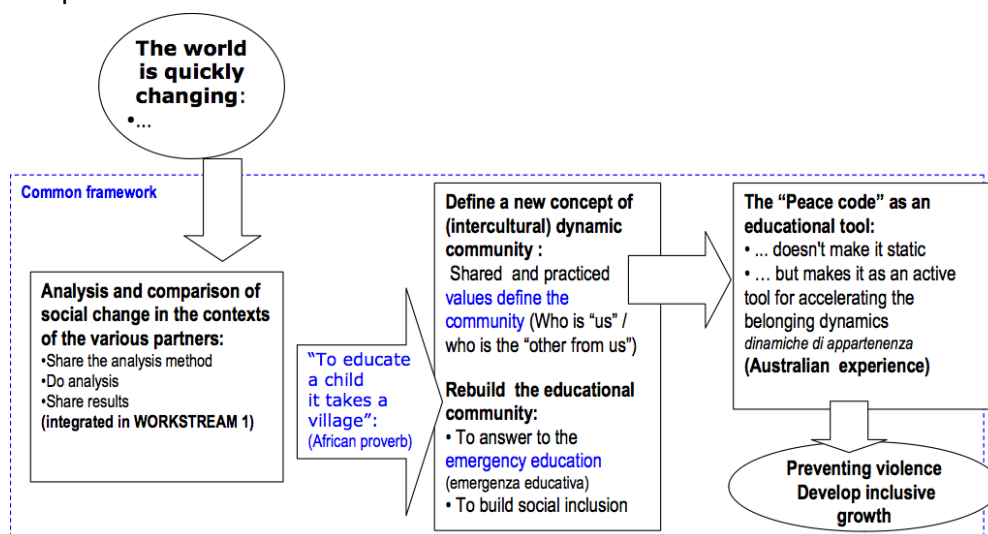 The world
is quickly
changing:
•...
Common framework
Analysis and comparison of
social change in the contexts
of the various partners:
•Share the analysis method
•Do analysis
•Share results
(integrated in WORKSTREAM 1)
"To educate
a child
it takes a
village":
(African proverb)
Define a new concept of
(intercultural) dynamic
community :
Shared and practiced
values define the
community (Who is "us" /
who is the "other from us")
Rebuild the educational
community:
• To answer to the
emergency education
(emergenza educativa)
• To build social inclusion
The "Peace code" as an
educational tool:
• ... doesn't make it static
• ... but makes it as an active
tool for accelerating the
belonging dynamics
dinamiche di appartenenza
(Australian experience)
Preventing violence
Develop inclusive
growth